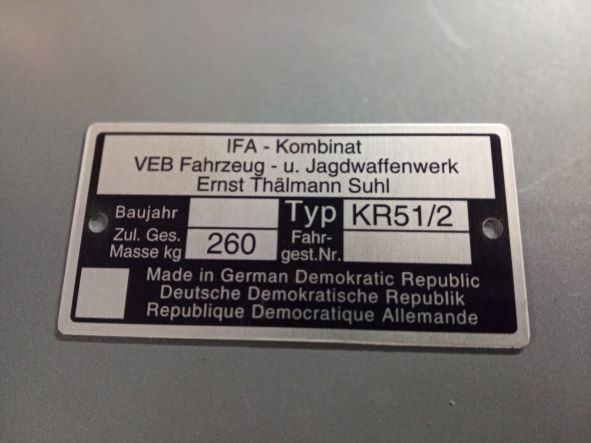 IFA - Kombinat
VEB Fahrzeug - u. Jagdwaffenwerk
Ernst Thälmann Suhl
Baujahr Typ KR51/2
Zul. Ges. Masse kg 260 Fahr-
gest.Nr.
Made in German Demokratic Republic
Deutsche Demokratische Republik
Republique Democratique Allemande